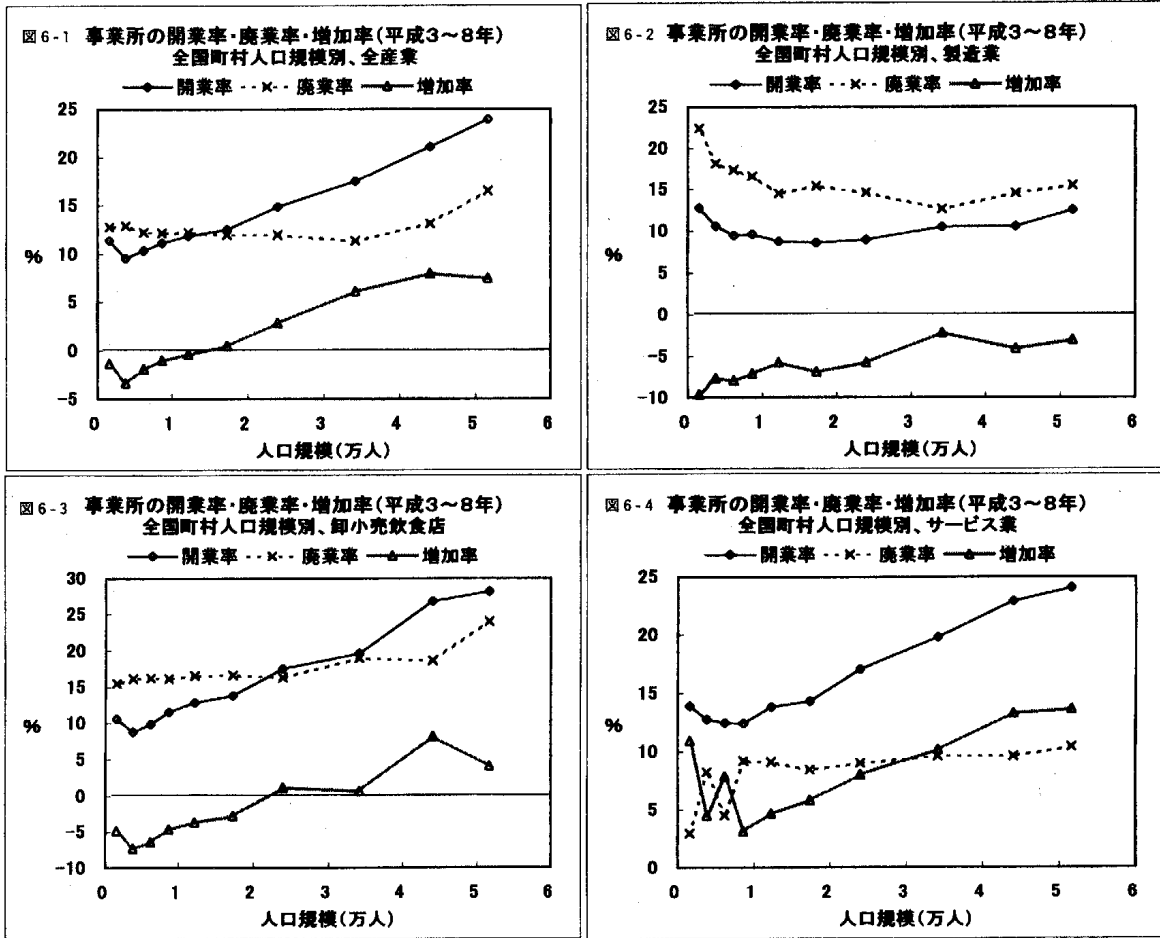 図6-1 事業所の開業率・廃業率・増加率(平成3〜8年)
全国町村人口規模別、全産業
開業率 廃業率 増加率
25
20
15
10
5
0
-5
%
0 1 2 3 4 5 6
人口規模(万人)
図6-2 事業所の開業率・廃業率・増加率(平成3〜8年)
全国町村人口規模別、製造業
開業率 廃業率 増加率
25
20
15
10
5
0
-5
-10
%
0 1 2 3 4 5 6
人口規模(万人)
図6-3 事業所の開業率・廃業率・増加率(平成3〜8年)
全国町村人口規模別、卸小売飲食店
開業率 廃業率 増加率
30
25
20
15
10
5
0
-5
-10
%
0 1 2 3 4 5 6
人口規模(万人)
図6-4 事業所の開業率・廃業率・増加率(平成3〜8年)
全国町村人口規模別、サービス業
開業率 廃業率 増加率
25
20
15
10
5
0
%
0 1 2 3 4 5 6
人口規模(万人)